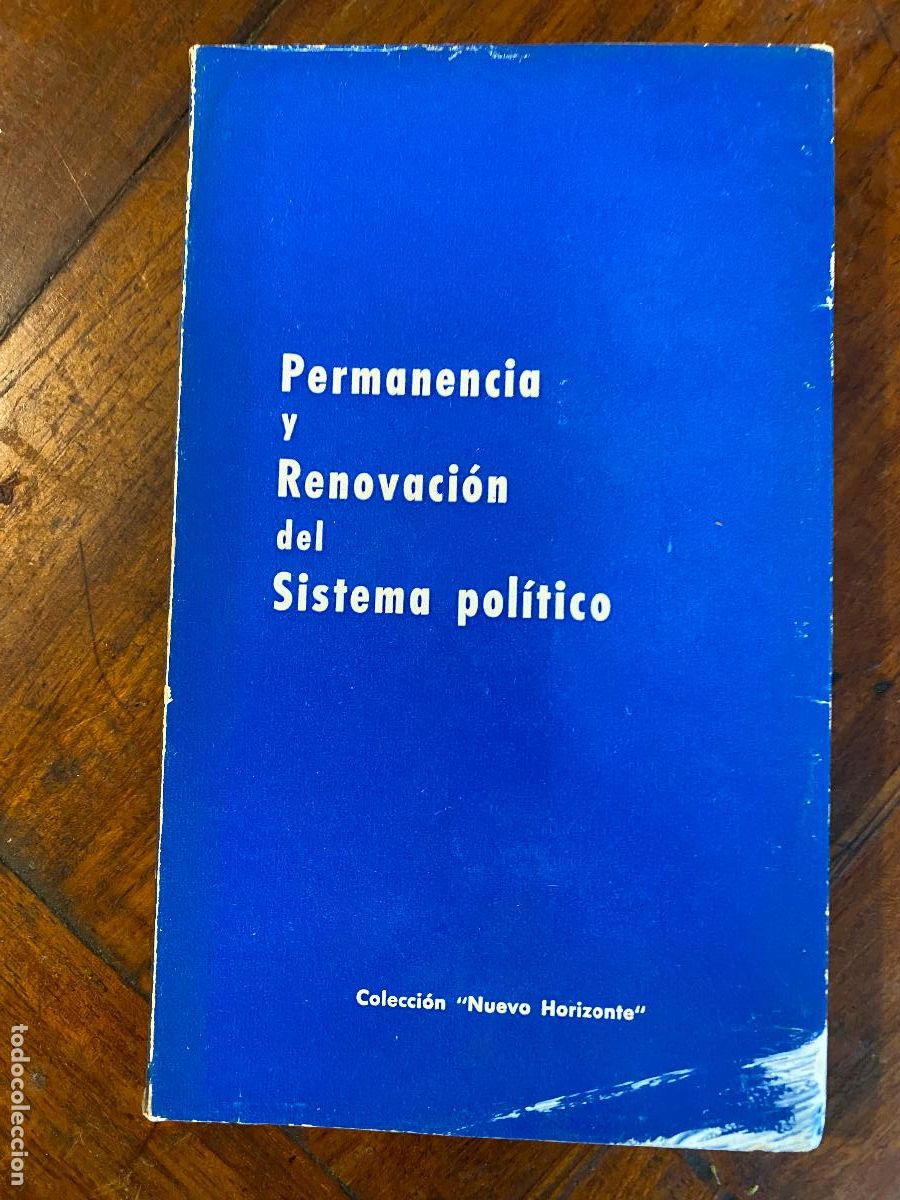 Permanencia
y
Renovación
del
Sistema político
Colección "Nuevo Horizonte"
todocoleccion